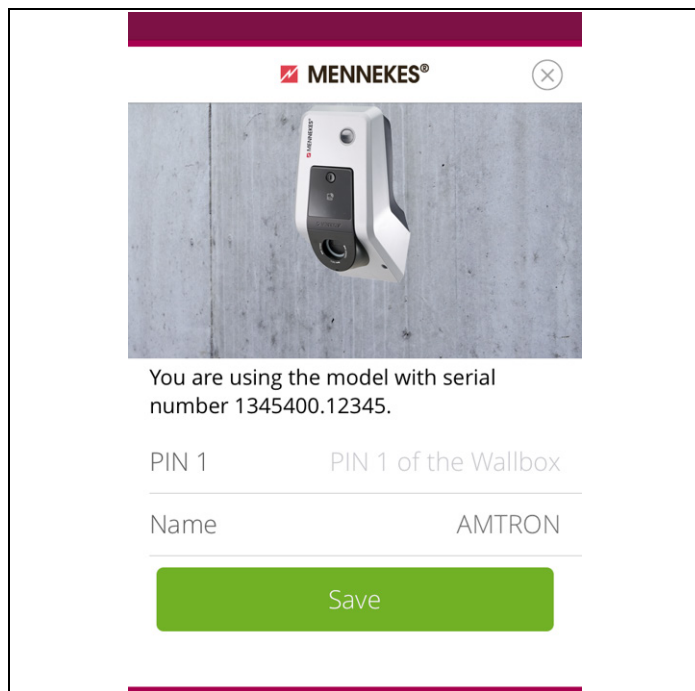 MENNEKES®
MENNEKES
You are using the model with serial
number 1345400.12345.
PIN 1 PIN 1 of the Wallbox
Name AMTRON
Save